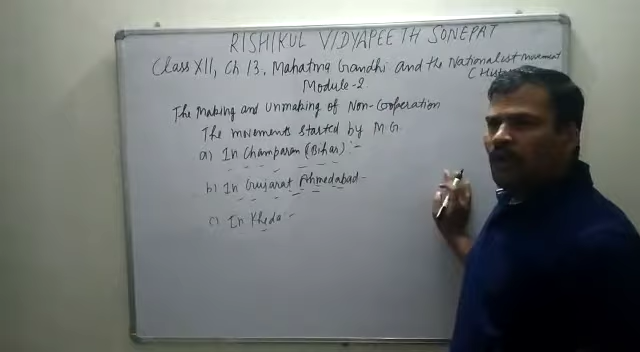 RISHIKUL VIDYAPEETH SONEPAT
Class XII, Ch 13. Mahatma Gandhi and the Nationalist Movement
(Hist
Module-2
The Making and Unmaking of Non-Cooperation
The movements started by M.G.
a) In Champaran (Bihar):-
b) In Gujarat Ahmedabad-
c) In Kheda:-